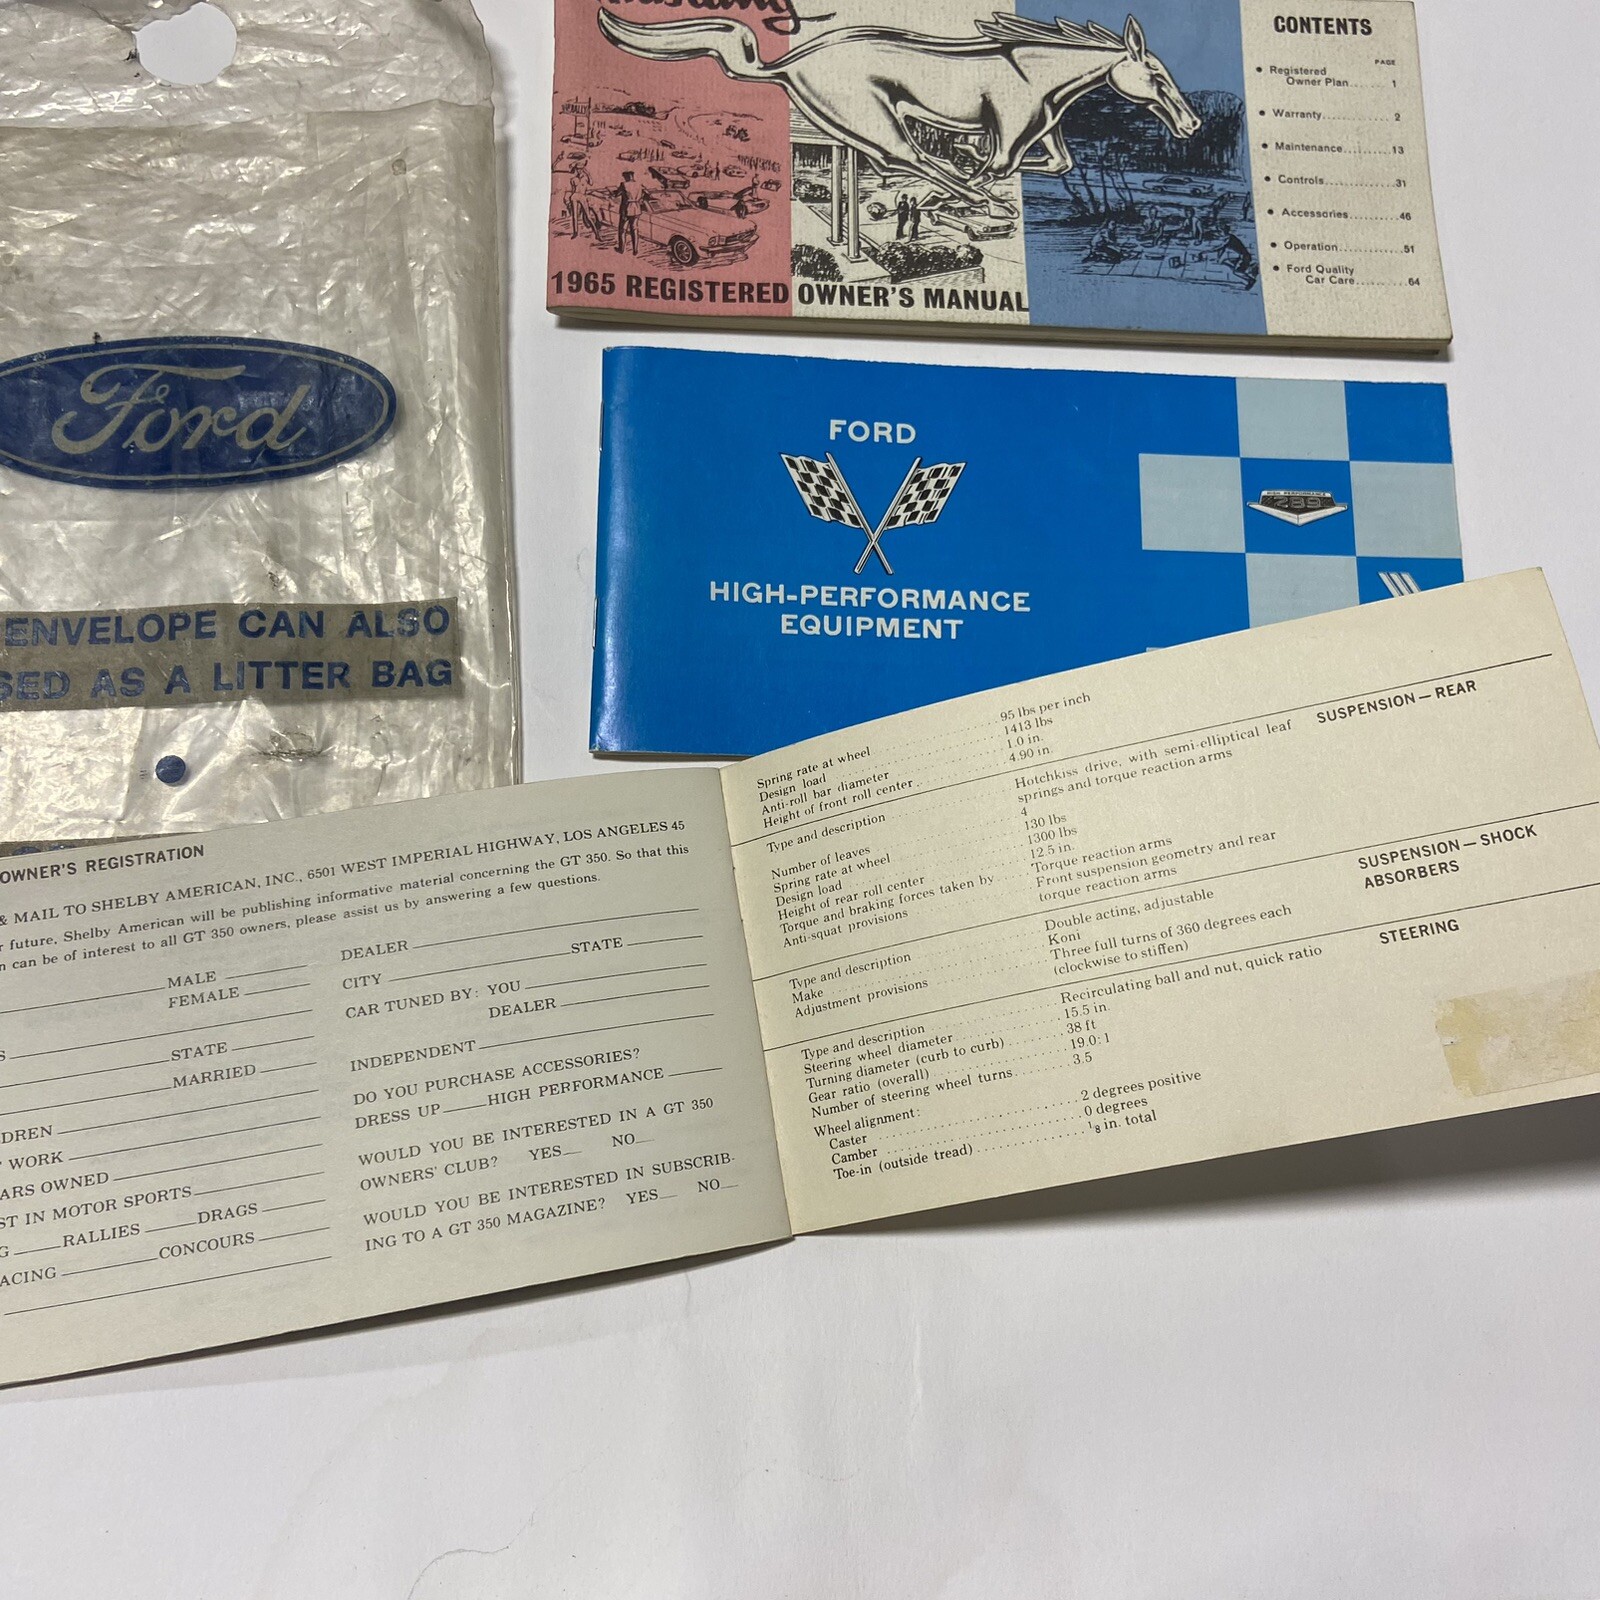 Mustang
1965 REGISTERED OWNER'S MANUAL
CONTENTS
PAGE
• Registered
Owner Plan....... 1
• Warranty............ 2
• Maintenance...........13
• Controls............31
• Accessories..........46
• Operation............51
• Ford Quality
Car Care..........64
Ford
ENVELOPE CAN ALSO
SED AS A LITTER BAG
FORD
HIGH-PERFORMANCE
EQUIPMENT
HIGH PERFORMANCE
289
OWNER'S REGISTRATION
& MAIL TO SHELBY AMERICAN, INC., 6501 WEST IMPERIAL HIGHWAY, LOS ANGELES 45
r future, Shelby American will be publishing informative material concerning the GT 350. So that this
n can be of interest to all GT 350 owners, please assist us by answering a few questions.
MALE
FEMALE
S
STATE
MARRIED
DREN
WORK
ARS OWNED
ST IN MOTOR SPORTS
G RALLIES DRAGS
ACING CONCOURS
DEALER
CITY STATE
CAR TUNED BY: YOU
DEALER
INDEPENDENT
DO YOU PURCHASE ACCESSORIES?
DRESS UP HIGH PERFORMANCE
WOULD YOU BE INTERESTED IN A GT 350
OWNERS' CLUB? YES NO
WOULD YOU BE INTERESTED IN SUBSCRIB-
ING TO A GT 350 MAGAZINE? YES NO
Spring rate at wheel 95 lbs per inch
Design load 1413 lbs
Anti-roll bar diameter 1.0 in.
Height of front roll center 4.90 in.
SUSPENSION—REAR
Type and description Hotchkiss drive, with semi-elliptical leaf
springs and torque reaction arms
Number of leaves 4
Spring rate at wheel 130 lbs
Design load 1300 lbs
Height of rear roll center 12.5 in.
Torque and braking forces taken by Torque reaction arms
Anti-squat provisions Front suspension geometry and rear
torque reaction arms
SUSPENSION—SHOCK
ABSORBERS
Type and description Double acting, adjustable
Make Koni
Adjustment provisions Three full turns of 360 degrees each
(clockwise to stiffen)
STEERING
Type and description Recirculating ball and nut, quick ratio
Steering wheel diameter 15.5 in.
Turning diameter (curb to curb) 38 ft
Gear ratio (overall) 19.0:1
Number of steering wheel turns 3.5
Wheel alignment:
Caster 2 degrees positive
Camber 0 degrees
Toe-in (outside tread) 1/8 in. total